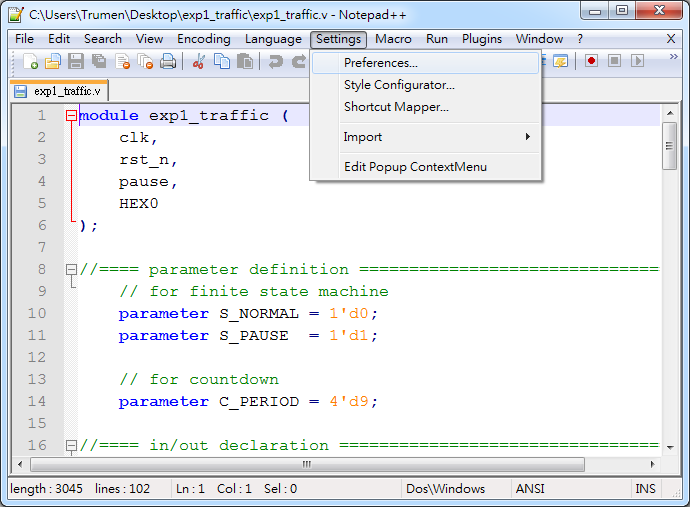 C:\Users\Trumen\Desktop\exp1_traffic\exp1_traffic.v - Notepad++
File Edit Search View Encoding Language Settings Macro Run Plugins Window ? X
Preferences...
Style Configurator...
Shortcut Mapper...
Import
Edit Popup ContextMenu
exp1_traffic.v
1 module exp1_traffic (
2 clk,
3 rst_n,
4 pause,
5 HEX0
6 );
7
8 //==== parameter definition ==============================
9 // for finite state machine
10 parameter S_NORMAL = 1'd0;
11 parameter S_PAUSE  = 1'd1;
12
13 // for countdown
14 parameter C_PERIOD = 4'd9;
15
16 //==== in/out declaration ================================
length : 3045 lines : 102 Ln : 1 Col : 1 Sel : 0 Dos\Windows ANSI INS